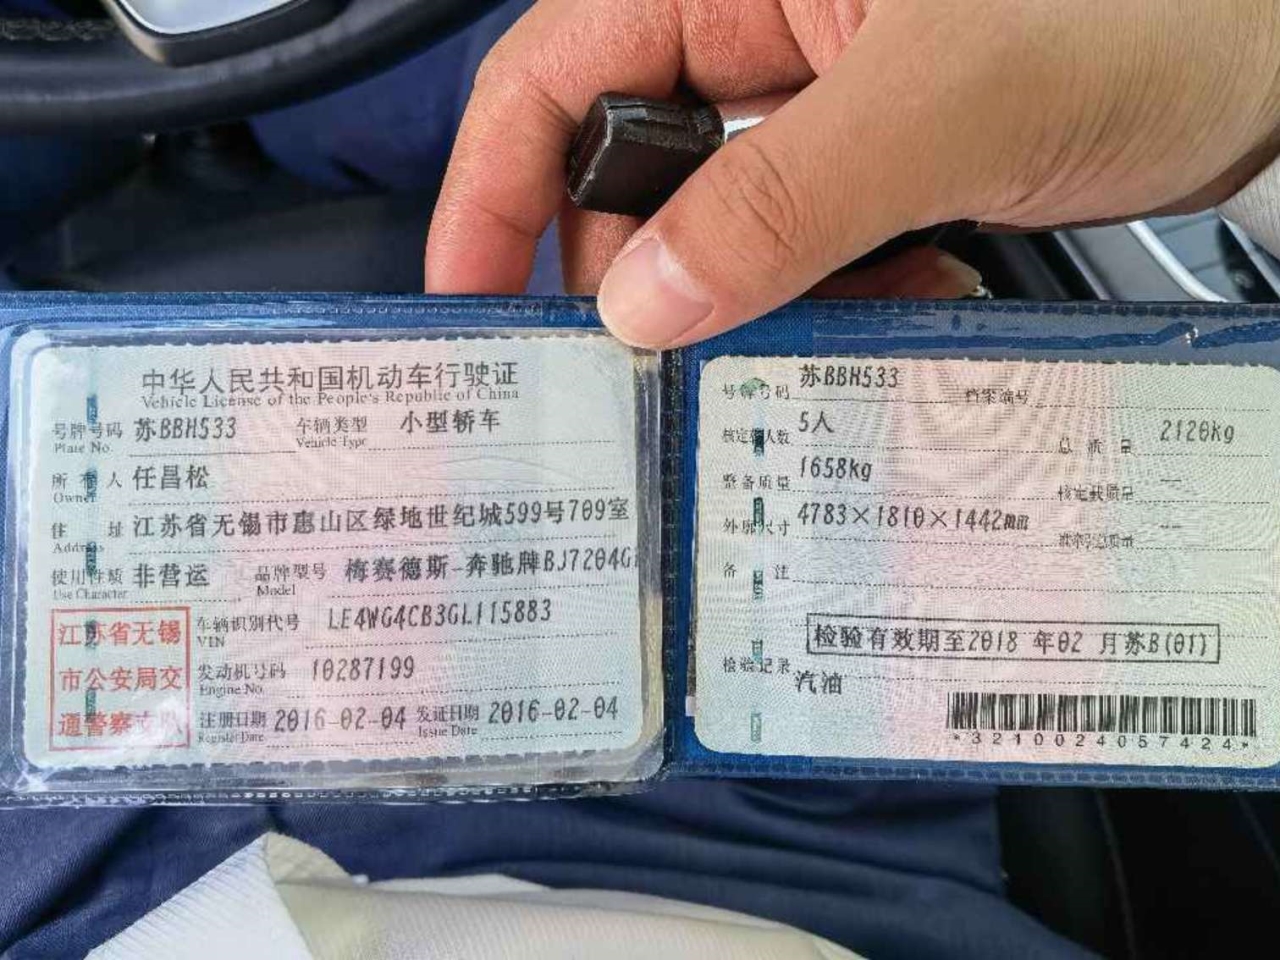 中华人民共和国机动车行驶证
Vehicle License of the People's Republic of China
号牌号码 苏BBH533 车辆类型 小型轿车
Plate No. Vehicle Type
所有人 任昌松
Owner
住址 江苏省无锡市惠山区绿地世纪城599号709室
Address
使用性质 非营运 品牌型号 梅赛德斯-奔驰牌BJ7204G
Use Character Model
车辆识别代号 LE4WG4CB3GL115883
VIN
发动机号码 10287199
Engine No.
注册日期 2016-02-04 发证日期 2016-02-04
Register Date Issue Date
江苏省无锡
市公安局交
通警察支队
号牌号码 苏BBH533 档案编号
核定载人数 5人 总质量 2120kg
整备质量 1658kg 核定载质量 --
外廓尺寸 4783×1810×1442mm 准牵引总质量 --
备注
检验有效期至2018 年02 月苏B(01)
检验记录
汽油
*3210024057424*